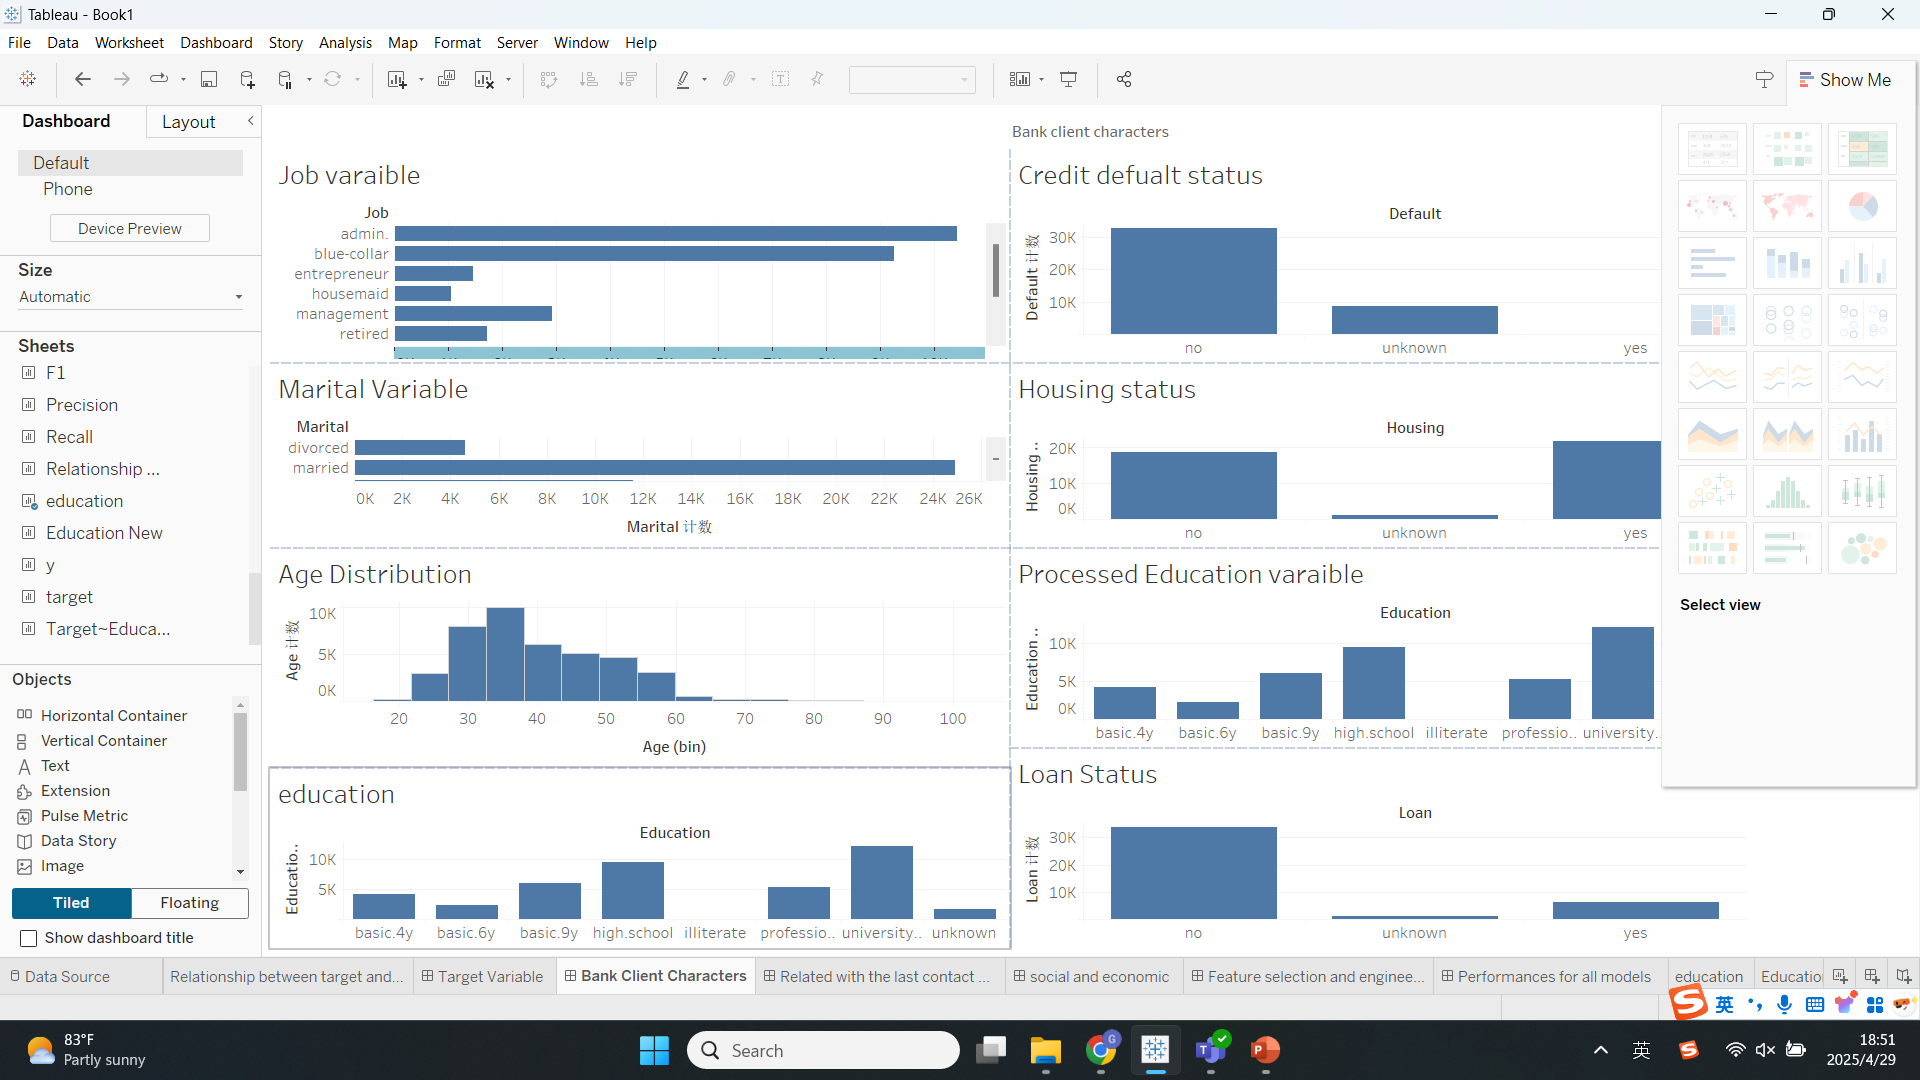 Tableau - Book1
File Data Worksheet Dashboard Story Analysis Map Format Server Window Help
Show Me
Dashboard
Layout
Default
Phone
Device Preview
Size
Automatic
Sheets
F1
Precision
Recall
Relationship ...
education
Education New
y
target
Target~Educa...
Objects
Horizontal Container
Vertical Container
Text
Extension
Pulse Metric
Data Story
Image
Tiled
Floating
Show dashboard title
Bank client characters
Job varaible
Job
admin.
blue-collar
entrepreneur
housemaid
management
retired
Marital Variable
Marital
divorced
married
0K 2K 4K 6K 8K 10K 12K 14K 16K 18K 20K 22K 24K 26K
Marital 计数
Age Distribution
Age 计数
10K
5K
0K
20 30 40 50 60 70 80 90 100
Age (bin)
education
Education
Educatio..
10K
5K
basic.4y basic.6y basic.9y high.school illiterate professio.. university.. unknown
Credit defualt status
Default
Default 计数
30K
20K
10K
no unknown yes
Housing status
Housing
Housing..
20K
10K
0K
no unknown yes
Processed Education varaible
Education
Education ..
10K
5K
0K
basic.4y basic.6y basic.9y high.school illiterate professio.. university..
Loan Status
Loan
Loan 计数
30K
20K
10K
no unknown yes
Select view
Data Source
Relationship between target and...
Target Variable
Bank Client Characters
Related with the last contact ...
social and economic
Feature selection and enginee...
Performances for all models
education
Educatio
英
83°F
Partly sunny
Search
英
18:51
2025/4/29